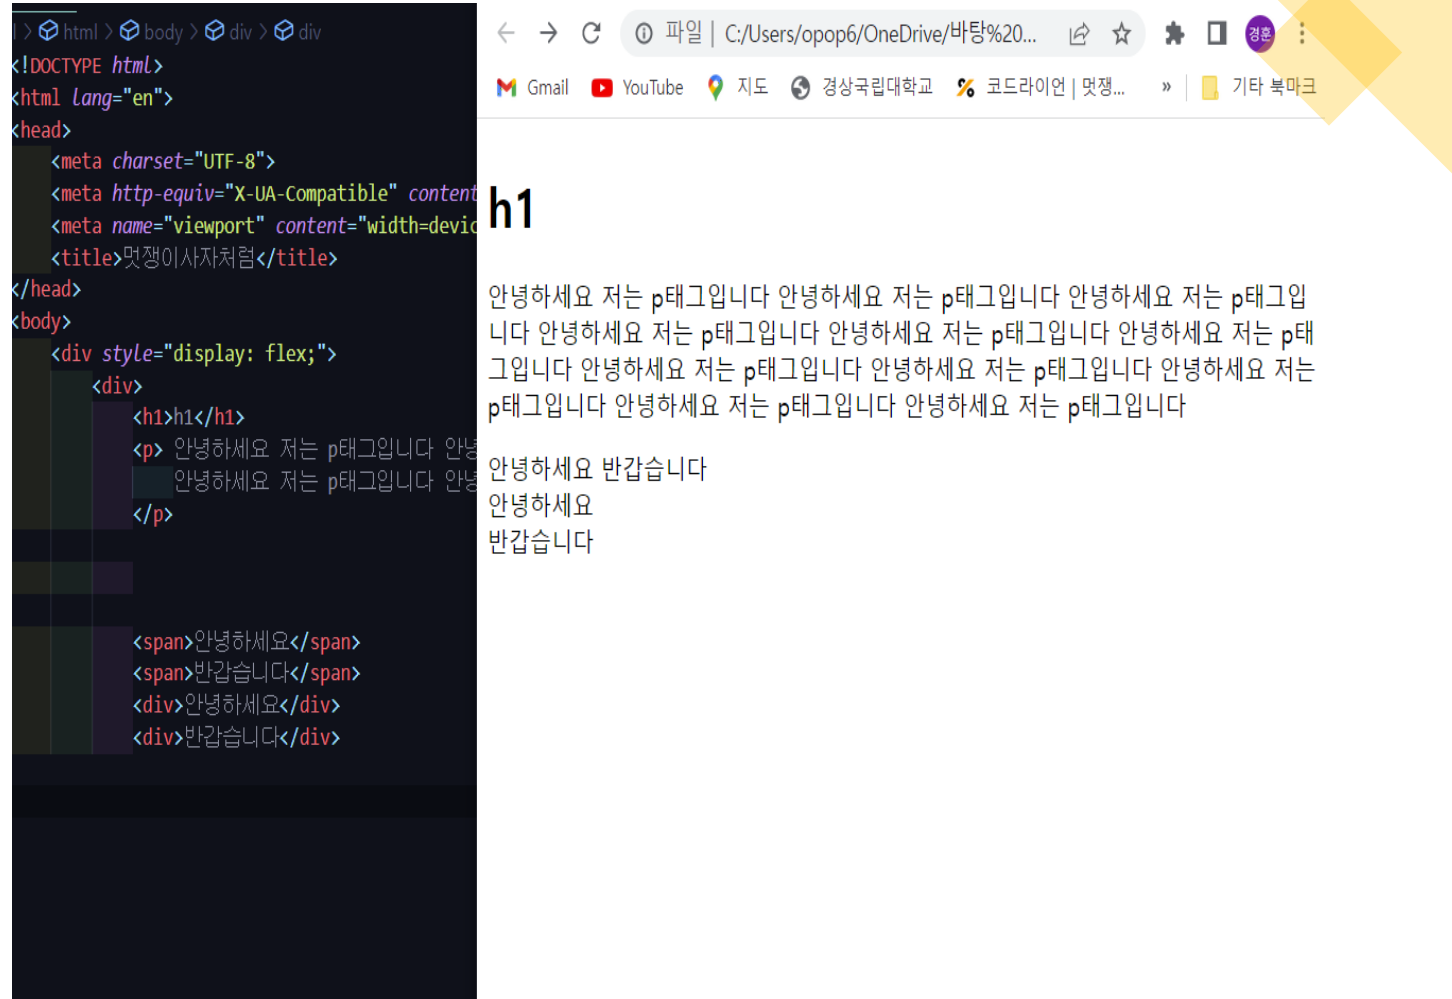 l > html > body > div > div
<!DOCTYPE html>
<html lang="en">
<head>
<meta charset="UTF-8">
<meta http-equiv="X-UA-Compatible" content
<meta name="viewport" content="width=devic
<title>멋쟁이사자처럼</title>
</head>
<body>
<div style="display: flex;">
<div>
<h1>h1</h1>
<p> 안녕하세요 저는 p태그입니다 안녕
안녕하세요 저는 p태그입니다 안녕
</p>
<span>안녕하세요</span>
<span>반갑습니다</span>
<div>안녕하세요</div>
<div>반갑습니다</div>
파일 | C:/Users/opop6/OneDrive/바탕%20...
경훈
Gmail YouTube 지도 경상국립대학교 코드라이언 | 멋쟁... » 기타 북마크
h1
안녕하세요 저는 p태그입니다 안녕하세요 저는 p태그입니다 안녕하세요 저는 p태그입
니다 안녕하세요 저는 p태그입니다 안녕하세요 저는 p태그입니다 안녕하세요 저는 p태
그입니다 안녕하세요 저는 p태그입니다 안녕하세요 저는 p태그입니다 안녕하세요 저는
p태그입니다 안녕하세요 저는 p태그입니다 안녕하세요 저는 p태그입니다
안녕하세요 반갑습니다
안녕하세요
반갑습니다